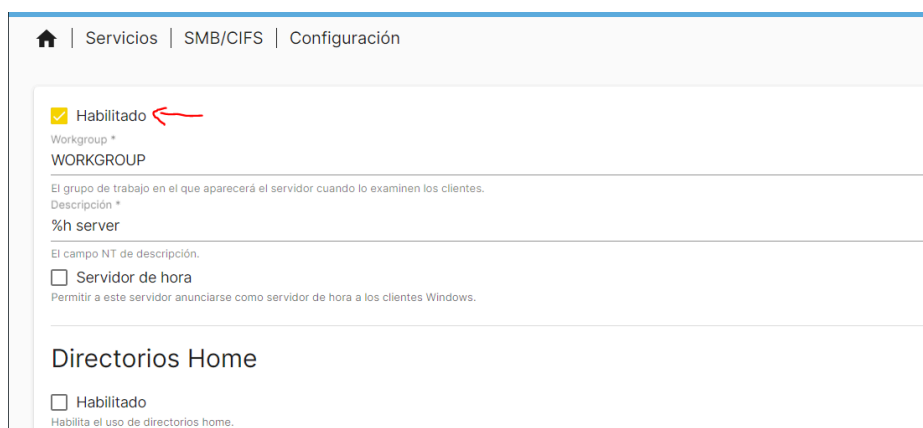 Servicios | SMB/CIFS | Configuración
Habilitado
Workgroup *
WORKGROUP
El grupo de trabajo en el que aparecerá el servidor cuando lo examinen los clientes.
Descripción *
%h server
El campo NT de descripción.
Servidor de hora
Permitir a este servidor anunciarse como servidor de hora a los clientes Windows.
Directorios Home
Habilitado
Habilita el uso de directorios home.